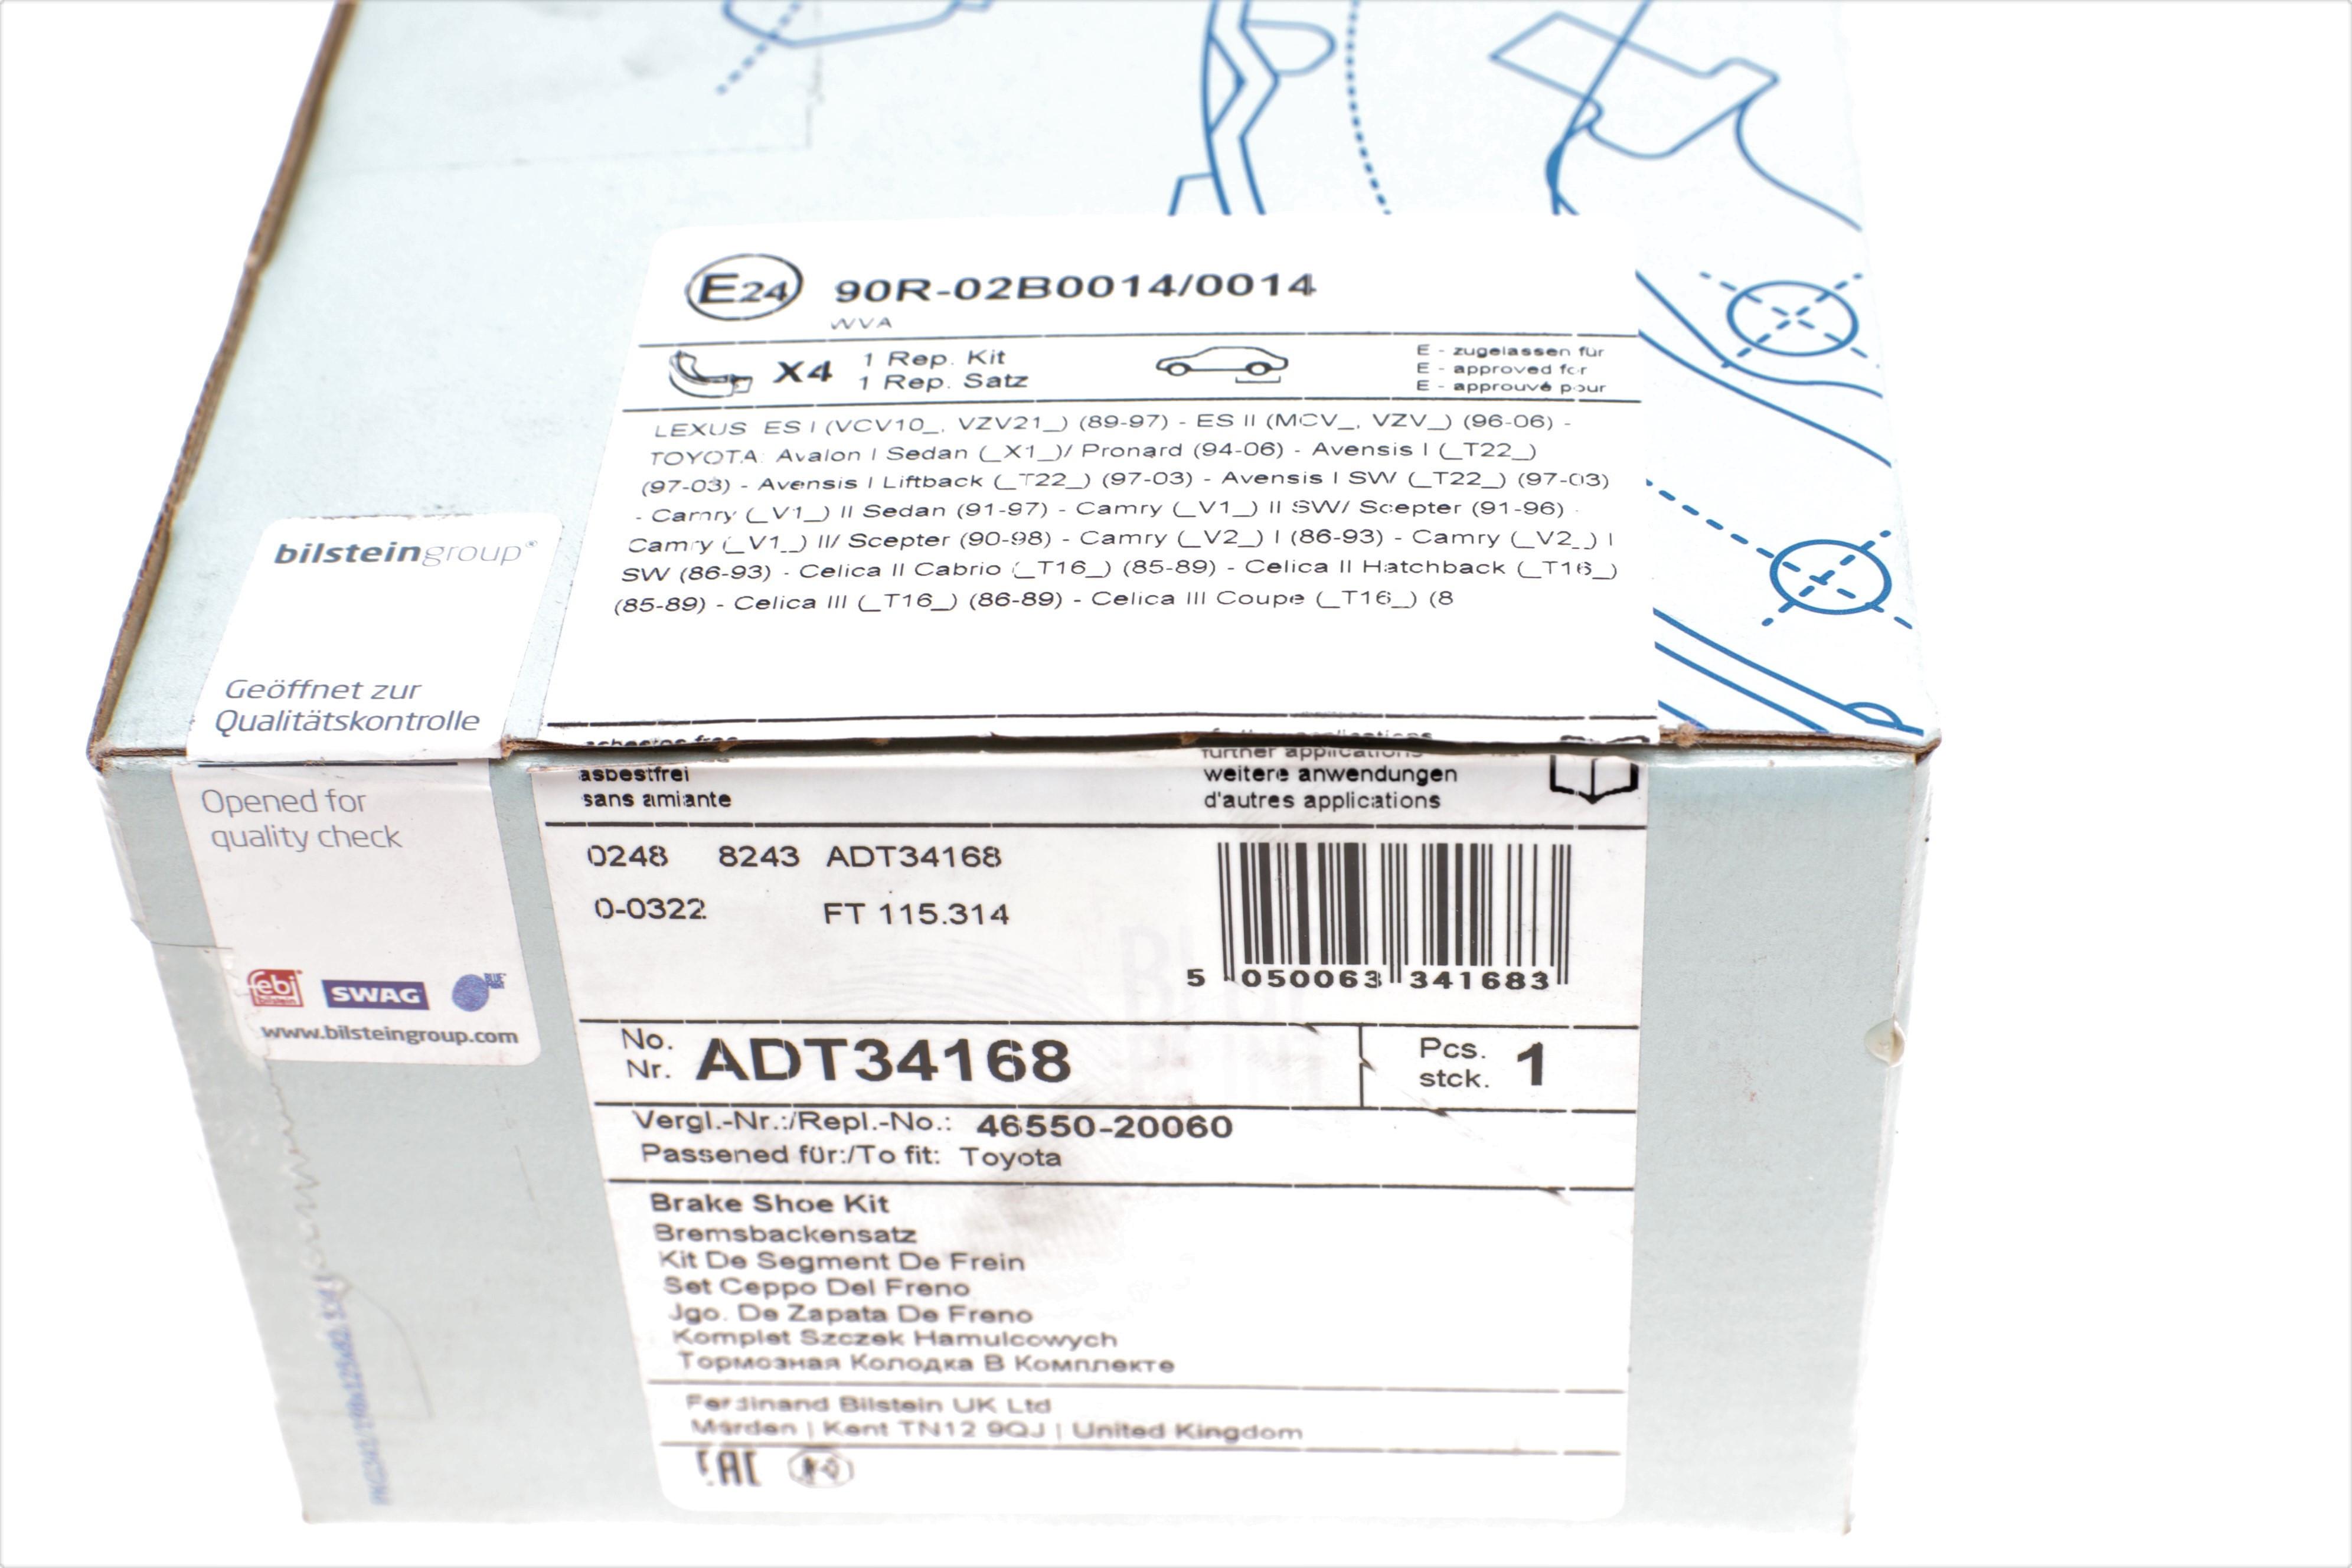 E24 90R-02B0014/0014
WVA
X4 1 Rep. Kit
1 Rep. Satz
E - zugelassen für
E - approved for
E - approuvé pour
LEXUS ES I (VCV10_, VZV21_) (89-97) - ES II (MCV_, VZV_) (96-06) -
TOYOTA: Avalon I Sedan (_X1_)/ Pronard (94-06) - Avensis I (_T22_)
(97-03) - Avensis I Liftback (_T22_) (97-03) - Avensis I SW (_T22_) (97-03)
- Camry (_V1_) II Sedan (91-97) - Camry (_V1_) II SW/ Scepter (91-96) -
Camry (_V1_) II/ Scepter (90-98) - Camry (_V2_) I (86-93) - Camry (_V2_) I
SW (86-93) - Celica II Cabrio (_T16_) (85-89) - Celica II Hatchback (_T16_)
(85-89) - Celica III (_T16_) (86-89) - Celica III Coupe (_T16_) (8
bilsteingroup®
Geöffnet zur
Qualitätskontrolle
Opened for
quality check
febi bilstein SWAG BLUE PRINT
www.bilsteingroup.com
asbestos free
asbestfrei
sans amiante
further applications
weitere anwendungen
d'autres applications
0248 8243 ADT34168
0-0322 FT 115.314
5 050063 341683
No.
Nr. ADT34168
Pcs.
stck. 1
Vergl.-Nr.:/Repl.-No.: 46550-20060
Passened für:/To fit: Toyota
Brake Shoe Kit
Bremsbackensatz
Kit De Segment De Frein
Set Ceppo Del Freno
Jgo. De Zapata De Freno
Komplet Szczek Hamulcowych
Тормозная Колодка В Комплекте
Ferdinand Bilstein UK Ltd
Marden | Kent TN12 9QJ | United Kingdom
EAC